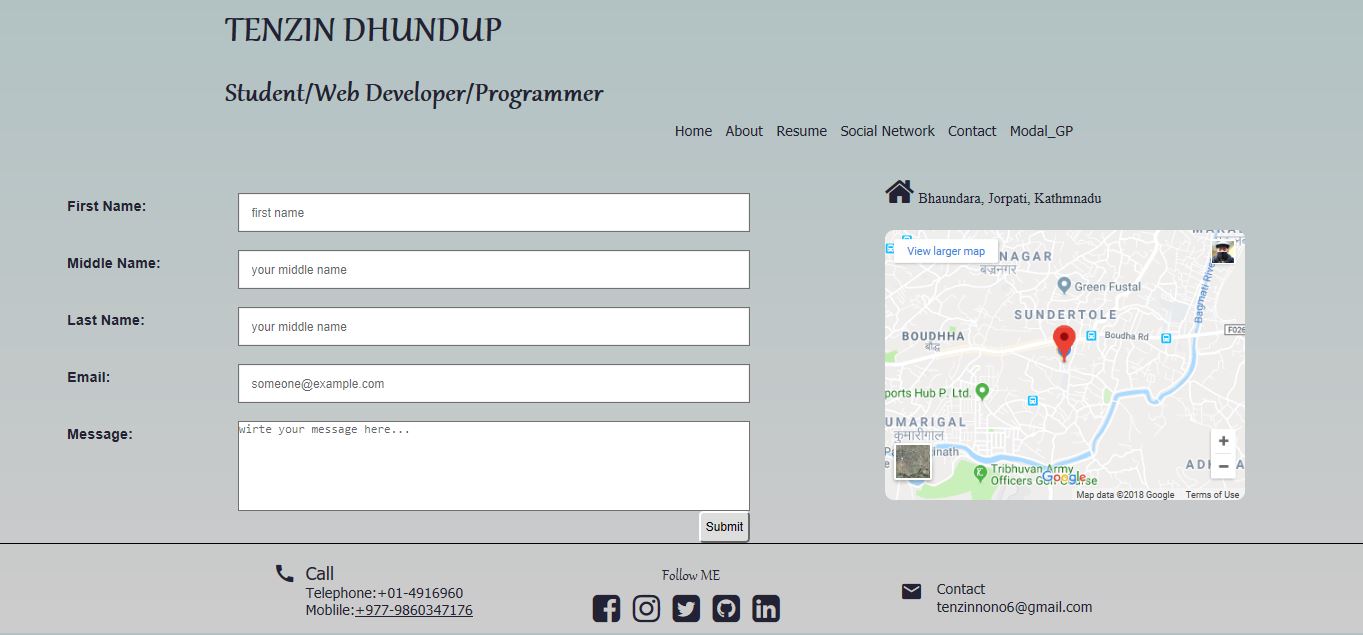 TENZIN DHUNDUP
Student/Web Developer/Programmer
Home About Resume Social Network Contact Modal_GP
First Name:
first name
Middle Name:
your middle name
Last Name:
your middle name
Email:
someone@example.com
Message:
wirte your message here...
Submit
Bhaundara, Jorpati, Kathmnadu
View larger map
NAGAR
बज्रनगर
Green Fustal
SUNDERTOLE
Bagmati River
BOUDHHA
बौद्ध
Boudha Rd
F026
ports Hub P. Ltd.
UMARIGAL
कुमारीगाल
inath
Tribhuvan Army
Officers Golf Course
Google
Map data ©2018 Google Terms of Use
Call
Telephone:+01-4916960
Moblile:+977-9860347176
Follow ME
Contact
tenzinnono6@gmail.com